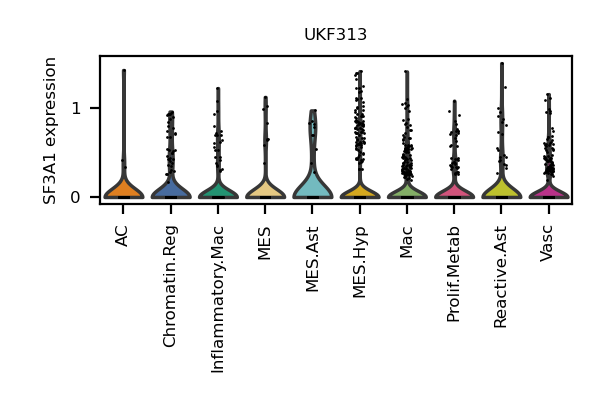 UKF313
SF3A1 expression
1
0
AC
Chromatin.Reg
Inflammatory.Mac
MES
MES.Ast
MES.Hyp
Mac
Prolif.Metab
Reactive.Ast
Vasc